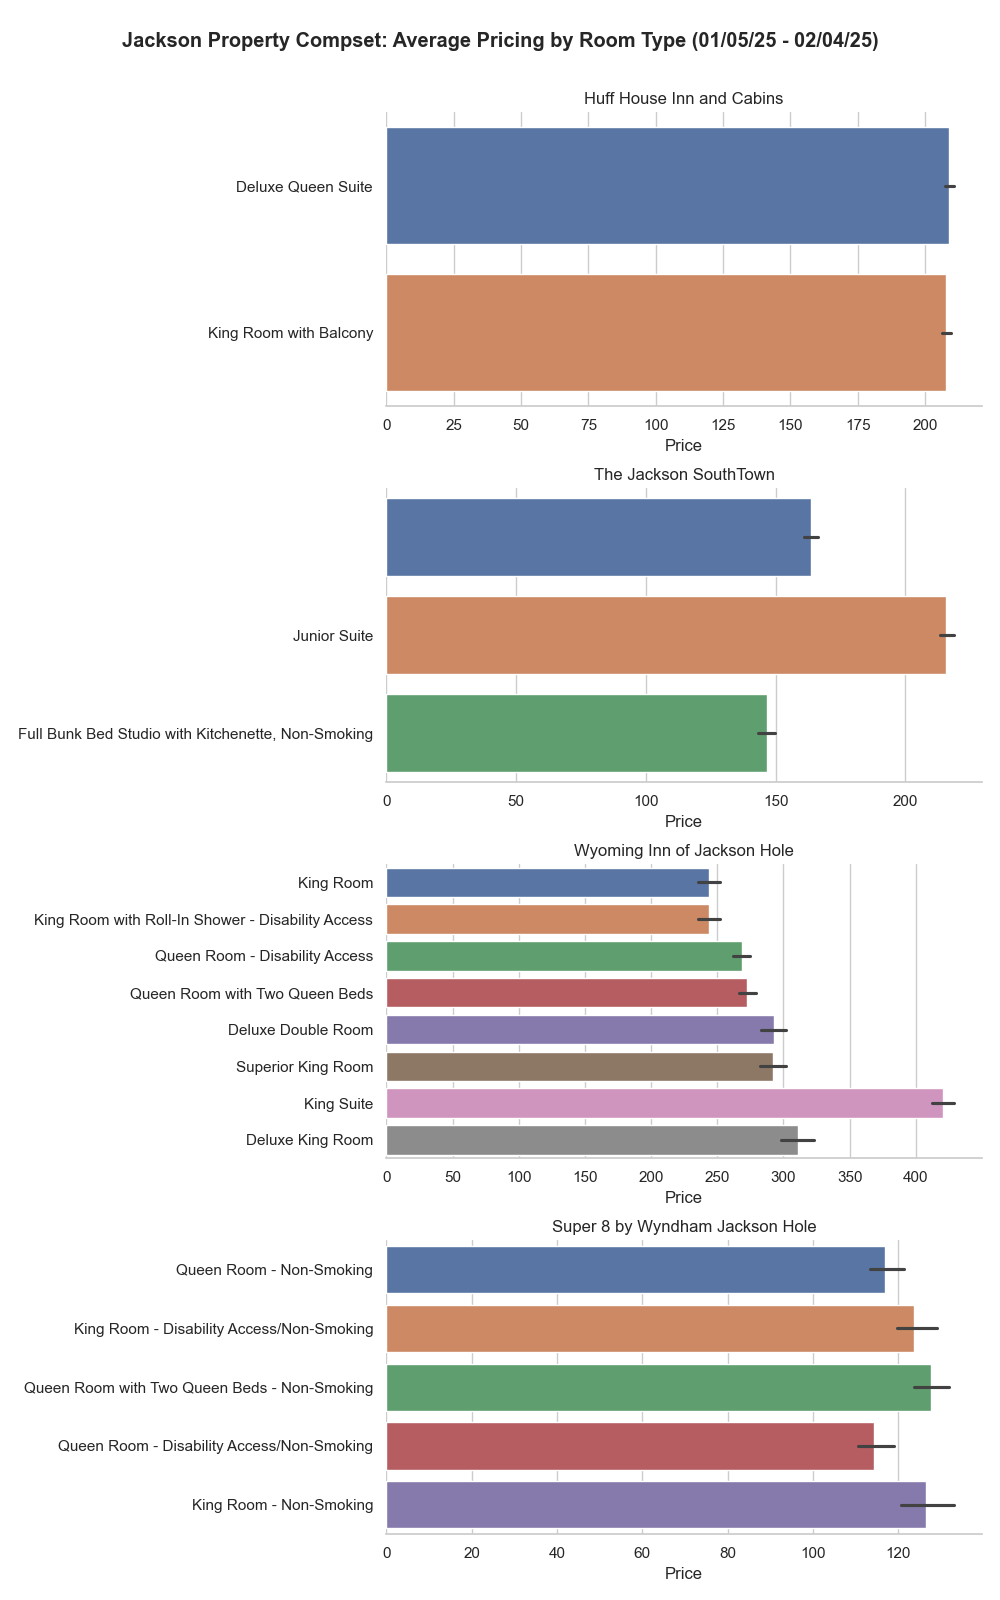 Jackson Property Compset: Average Pricing by Room Type (01/05/25 - 02/04/25)
Huff House Inn and Cabins
Deluxe Queen Suite
King Room with Balcony
0 25 50 75 100 125 150 175 200
Price
The Jackson SouthTown
Junior Suite
Full Bunk Bed Studio with Kitchenette, Non-Smoking
0 50 100 150 200
Price
Wyoming Inn of Jackson Hole
King Room
King Room with Roll-In Shower - Disability Access
Queen Room - Disability Access
Queen Room with Two Queen Beds
Deluxe Double Room
Superior King Room
King Suite
Deluxe King Room
0 50 100 150 200 250 300 350 400
Price
Super 8 by Wyndham Jackson Hole
Queen Room - Non-Smoking
King Room - Disability Access/Non-Smoking
Queen Room with Two Queen Beds - Non-Smoking
Queen Room - Disability Access/Non-Smoking
King Room - Non-Smoking
0 20 40 60 80 100 120
Price